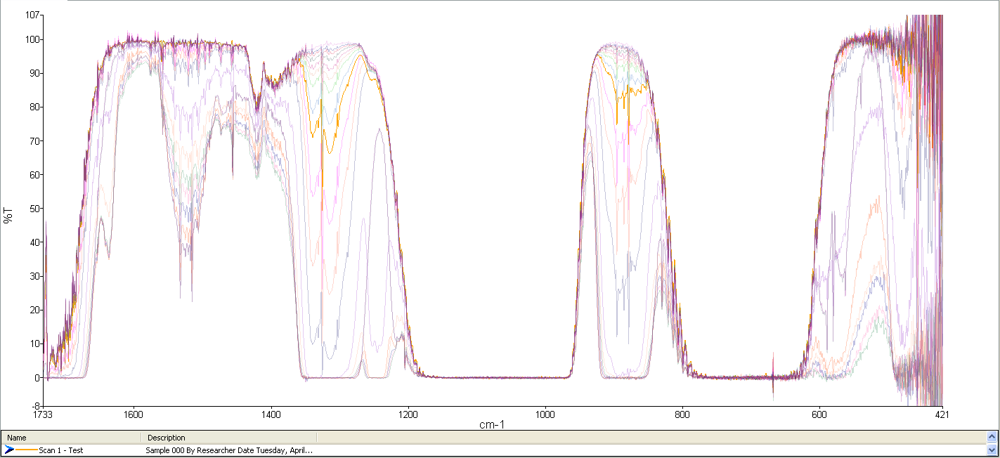 107
100
90
80
70
60
50
40
30
20
10
0
-8
%T
1733 1600 1400 1200 1000 800 600 421
cm-1
Name Description
Scan 1 - Test Sample 000 By Researcher Date Tuesday, April...